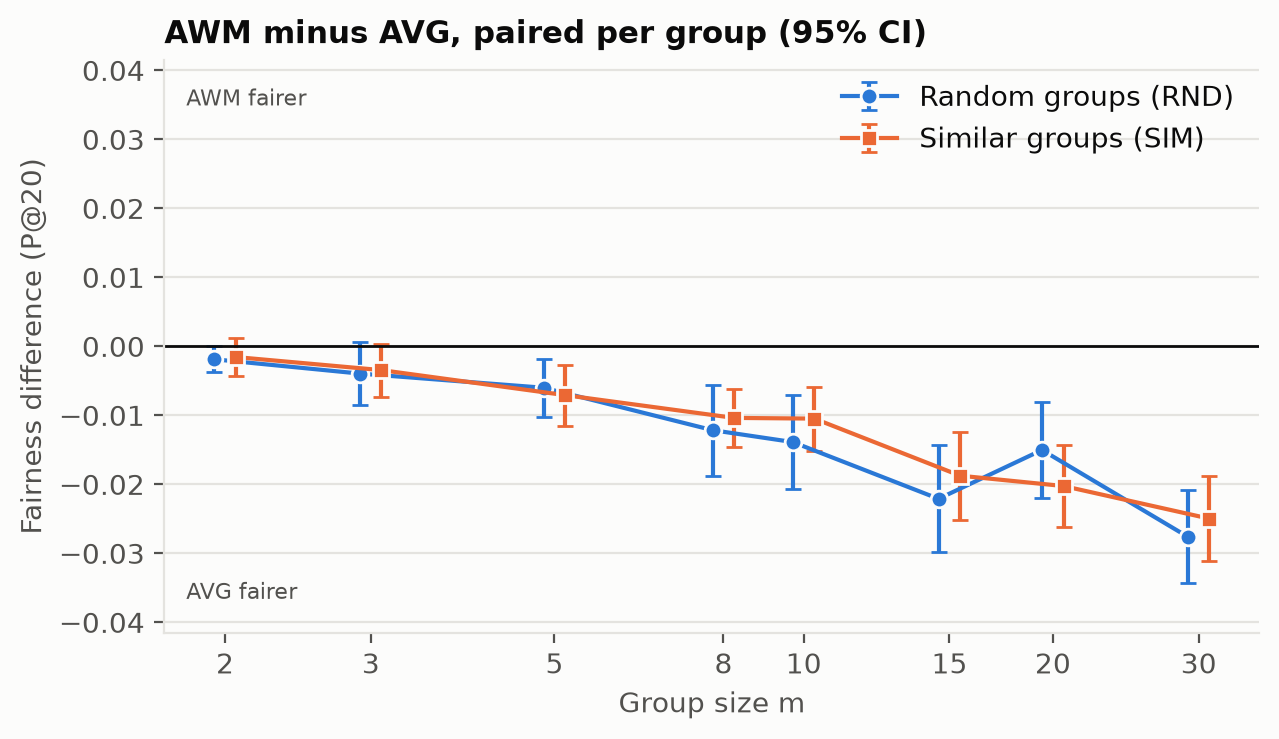 AWM minus AVG, paired per group (95% CI)
0.04
0.03
0.02
0.01
0.00
−0.01
−0.02
−0.03
−0.04
Fairness difference (P@20)
AWM fairer
AVG fairer
Random groups (RND)
Similar groups (SIM)
2 3 5 8 10 15 20 30
Group size m